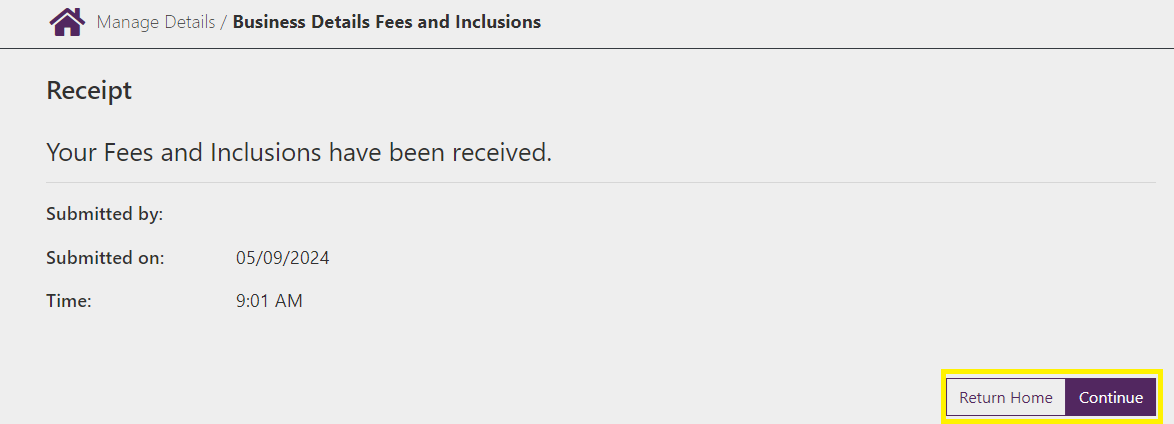 Manage Details / Business Details Fees and Inclusions
Receipt
Your Fees and Inclusions have been received.
Submitted by:
Submitted on: 05/09/2024
Time: 9:01 AM
Return Home Continue